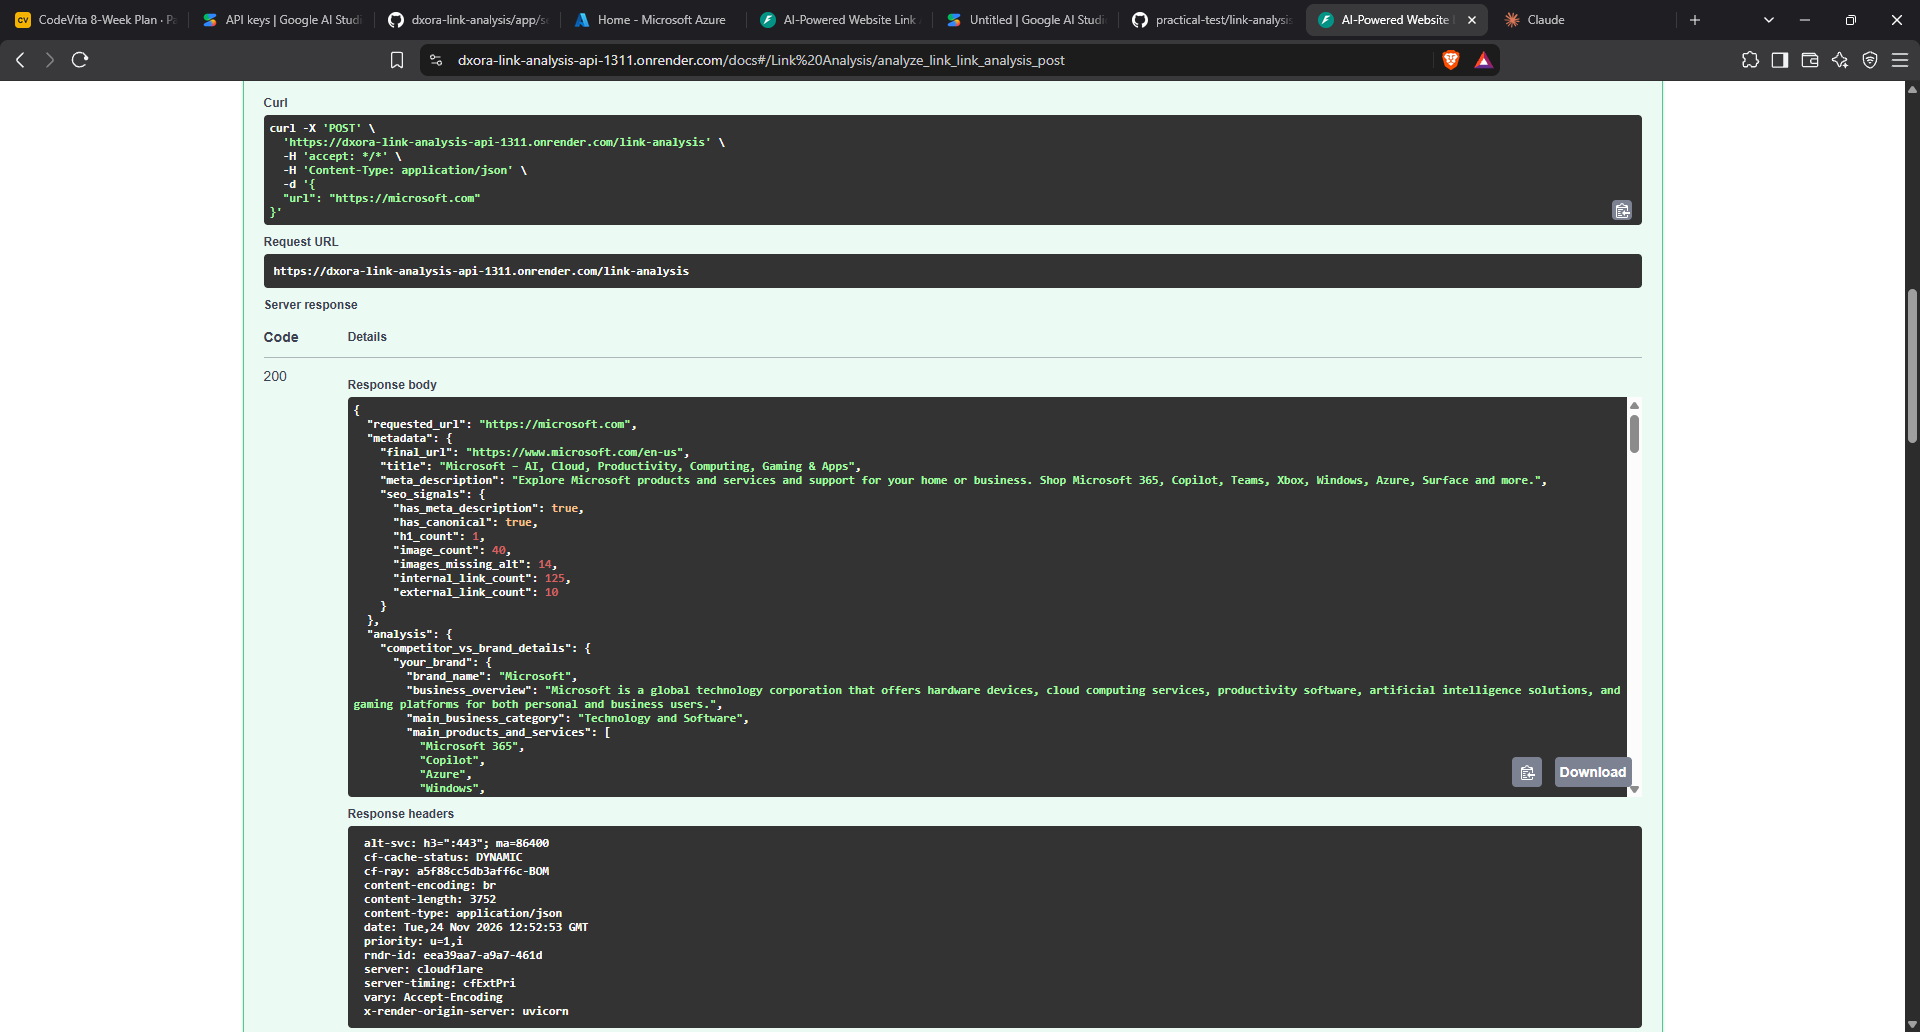 CV CodeVita 8-Week Plan · Pa
API keys | Google AI Studi
dxora-link-analysis/app/se
Home - Microsoft Azure
AI-Powered Website Link A
Untitled | Google AI Studi
practical-test/link-analysis
AI-Powered Website
Claude
dxora-link-analysis-api-1311.onrender.com/docs#/Link%20Analysis/analyze_link_link_analysis_post
Curl
curl -X 'POST' \
'https://dxora-link-analysis-api-1311.onrender.com/link-analysis' \
-H 'accept: */*' \
-H 'Content-Type: application/json' \
-d '{
"url": "https://microsoft.com"
}'
Request URL
https://dxora-link-analysis-api-1311.onrender.com/link-analysis
Server response
Code Details
200
Response body
{
"requested_url": "https://microsoft.com",
"metadata": {
"final_url": "https://www.microsoft.com/en-us",
"title": "Microsoft – AI, Cloud, Productivity, Computing, Gaming & Apps",
"meta_description": "Explore Microsoft products and services and support for your home or business. Shop Microsoft 365, Copilot, Teams, Xbox, Windows, Azure, Surface and more.",
"seo_signals": {
"has_meta_description": true,
"has_canonical": true,
"h1_count": 1,
"image_count": 40,
"images_missing_alt": 14,
"internal_link_count": 125,
"external_link_count": 10
}
},
"analysis": {
"competitor_vs_brand_details": {
"your_brand": {
"brand_name": "Microsoft",
"business_overview": "Microsoft is a global technology corporation that offers hardware devices, cloud computing services, productivity software, artificial intelligence solutions, and
gaming platforms for both personal and business users.",
"main_business_category": "Technology and Software",
"main_products_and_services": [
"Microsoft 365",
"Copilot",
"Azure",
"Windows",
Download
Response headers
alt-svc: h3=":443"; ma=86400
cf-cache-status: DYNAMIC
cf-ray: a5f88cc5db3aff6c-BOM
content-encoding: br
content-length: 3752
content-type: application/json
date: Tue,24 Nov 2026 12:52:53 GMT
priority: u=1,i
rndr-id: eea39aa7-a9a7-461d
server: cloudflare
server-timing: cfExtPri
vary: Accept-Encoding
x-render-origin-server: uvicorn